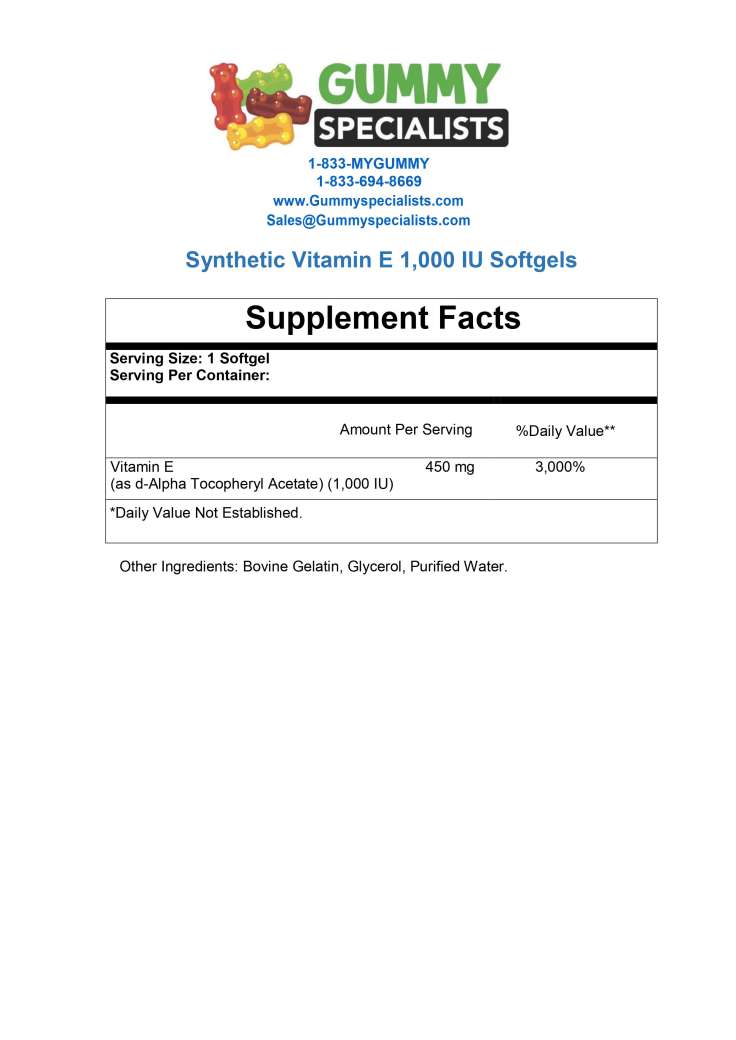 GUMMY
SPECIALISTS
1-833-MYGUMMY
1-833-694-8669
www.Gummyspecialists.com
Sales@Gummyspecialists.com
Synthetic Vitamin E 1,000 IU Softgels
Supplement Facts
Serving Size: 1 Softgel
Serving Per Container:
Amount Per Serving %Daily Value**
Vitamin E 450 mg 3,000%
(as d-Alpha Tocopheryl Acetate) (1,000 IU)
*Daily Value Not Established.
Other Ingredients: Bovine Gelatin, Glycerol, Purified Water.